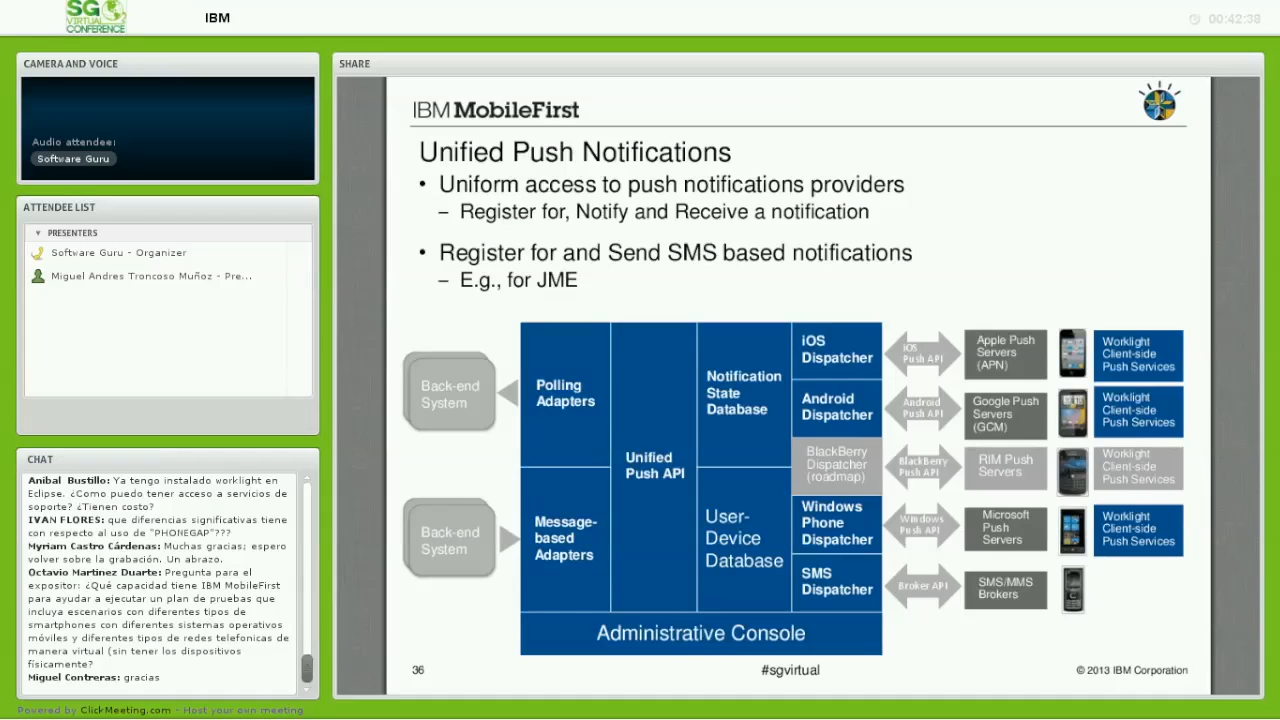 SG
VIRTUAL
CONFERENCE
IBM
00:42:38
CAMERA AND VOICE
Audio attendee:
Software Guru
ATTENDEE LIST
PRESENTERS
Software Guru - Organizer
Miguel Andres Troncoso Muñoz - Pre...
CHAT
Anibal Bustillo: Ya tengo instalado worklight en
Eclipse. ¿Como puedo tener acceso a servicios de
soporte? ¿Tienen costo?
IVAN FLORES: que diferencias significativas tiene
con respecto al uso de "PHONEGAP"???
Myriam Castro Cárdenas: Muchas gracias; espero
volver sobre la grabación. Un abrazo.
Octavio Martinez Duarte: Pregunta para el
expositor: ¿Qué capacidad tiene IBM MobileFirst
para ayudar a ejecutar un plan de pruebas que
incluya escenarios con diferentes tipos de
smartphones con diferentes sistemas operativos
móviles y diferentes tipos de redes telefonicas de
manera virtual (sin tener los dispositivos
físicamente?
Miguel Contreras: gracias
Powered by ClickMeeting.com - Host your own meeting
SHARE
IBM MobileFirst
Unified Push Notifications
• Uniform access to push notifications providers
– Register for, Notify and Receive a notification
• Register for and Send SMS based notifications
– E.g., for JME
Back-end
System
Back-end
System
Polling
Adapters
Message-
based
Adapters
Unified
Push API
Notification
State
Database
User-
Device
Database
iOS
Dispatcher
Android
Dispatcher
BlackBerry
Dispatcher
(roadmap)
Windows
Phone
Dispatcher
SMS
Dispatcher
Administrative Console
iOS
Push API
Android
Push API
BlackBerry
Push API
Windows
Push API
Broker API
Apple Push
Servers
(APN)
Google Push
Servers
(GCM)
RIM Push
Servers
Microsoft
Push
Servers
SMS/MMS
Brokers
Worklight
Client-side
Push Services
Worklight
Client-side
Push Services
Worklight
Client-side
Push Services
Worklight
Client-side
Push Services
36
#sgvirtual
© 2013 IBM Corporation